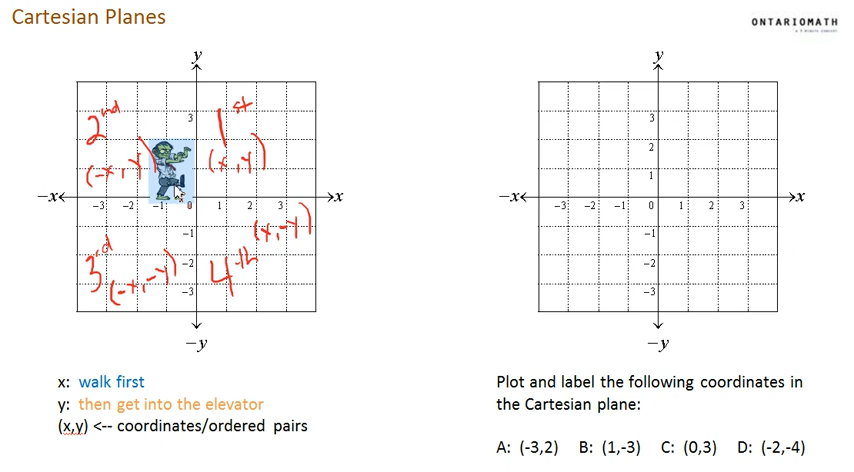 Cartesian Planes
ONTARIOMATH
y
y
3
2nd
1st
(-x, y)
(x, y)
-x
-3 -2 -1 0 1 2 3
x
-1
(x, -y)
3rd
-2
4th
(-x, -y)
-3
-y
3
2
1
-x
-3 -2 -1 0 1 2 3
x
-1
-2
-3
-y
x: walk first
y: then get into the elevator
(x,y) <-- coordinates/ordered pairs
Plot and label the following coordinates in
the Cartesian plane:
A: (-3,2) B: (1,-3) C: (0,3) D: (-2,-4)